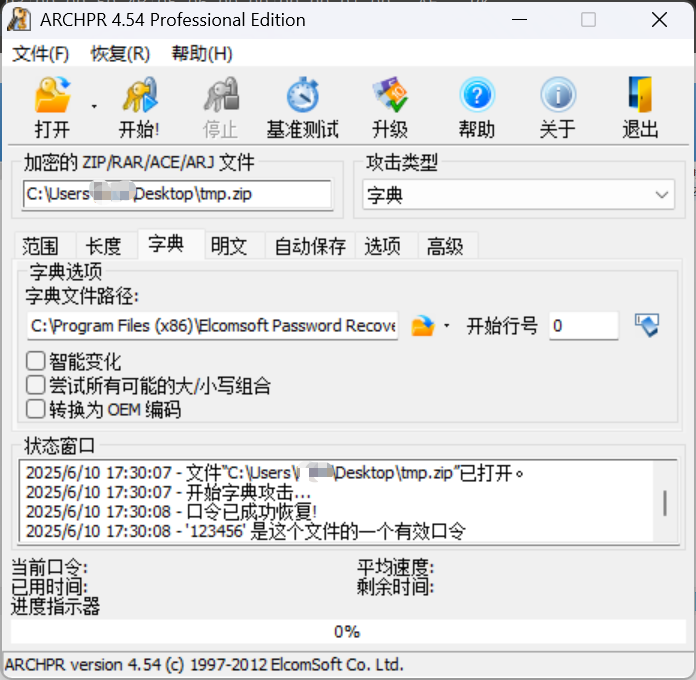 ARCHPR 4.54 Professional Edition
文件(F) 恢复(R) 帮助(H)
打开 开始! 停止 基准测试 升级 帮助 关于 退出
加密的 ZIP/RAR/ACE/ARJ 文件
攻击类型
C:\Users\Desktop\tmp.zip
字典
范围 长度 字典 明文 自动保存 选项 高级
字典选项
字典文件路径:
C:\Program Files (x86)\Elcomsoft Password Recove
开始行号 0
智能变化
尝试所有可能的大/小写组合
转换为 OEM 编码
状态窗口
2025/6/10 17:30:07 - 文件"C:\Users\ \Desktop\tmp.zip"已打开。
2025/6/10 17:30:07 - 开始字典攻击...
2025/6/10 17:30:08 - 口令已成功恢复!
2025/6/10 17:30:08 - '123456' 是这个文件的一个有效口令
当前口令:
平均速度:
已用时间:
剩余时间:
进度指示器
0%
ARCHPR version 4.54 (c) 1997-2012 ElcomSoft Co. Ltd.